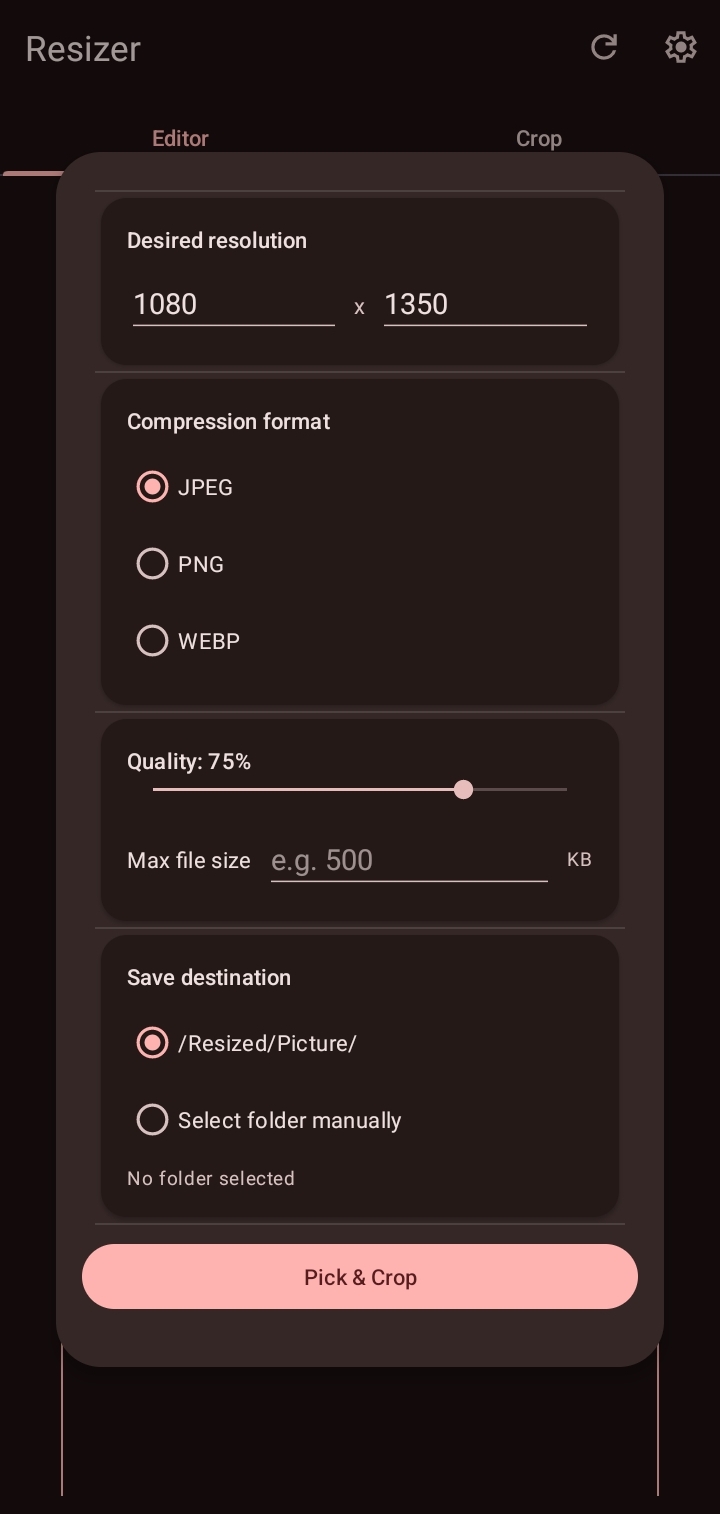 Resizer
Editor Crop
Desired resolution
1080 x 1350
Compression format
JPEG
PNG
WEBP
Quality: 75%
Max file size e.g. 500 KB
Save destination
/Resized/Picture/
Select folder manually
No folder selected
Pick & Crop